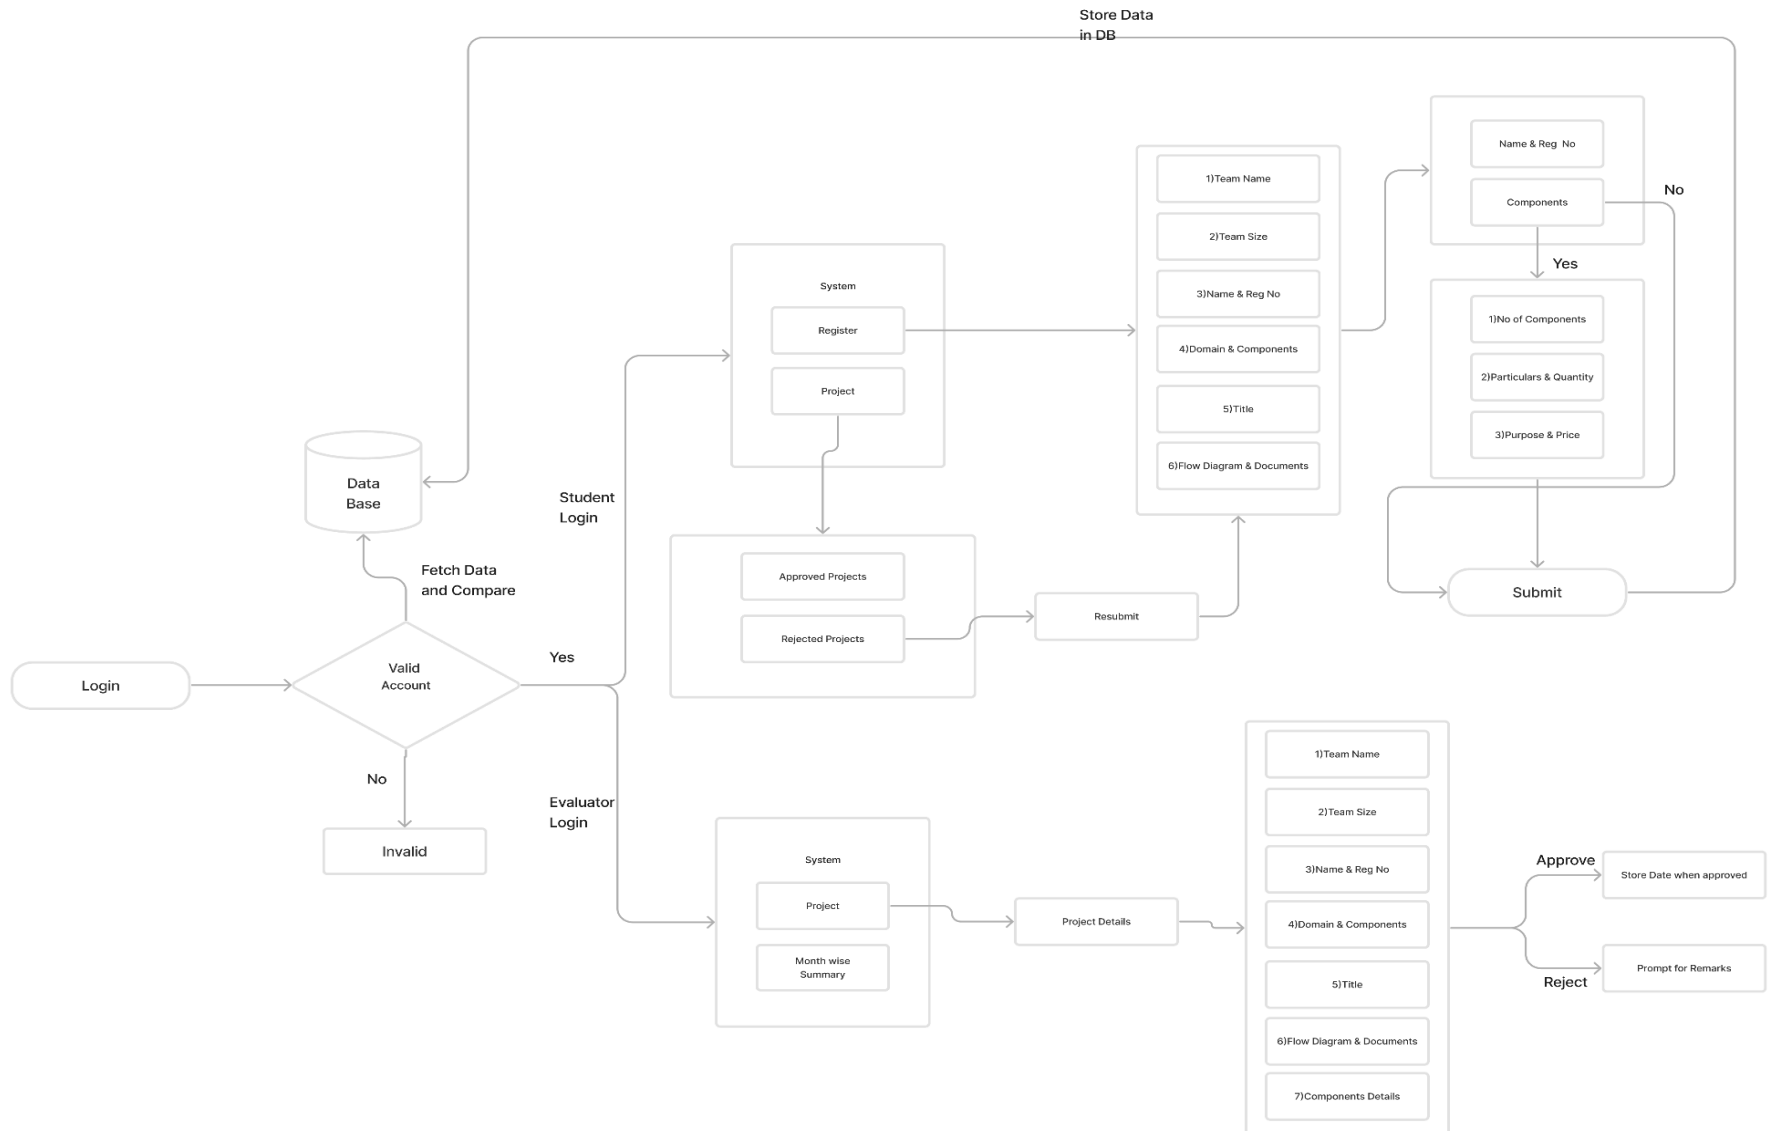 Store Data
in DB
Name & Reg  No
Components
No
Yes
1)Team Name
2)Team Size
3)Name & Reg No
4)Domain & Components
5)Title
6)Flow Diagram & Documents
1)No of Components
2)Particulars & Quantity
3)Purpose & Price
Submit
System
Register
Project
Data
Base
Student
Login
Fetch Data
and Compare
Approved Projects
Rejected Projects
Resubmit
Login
Valid
Account
Yes
No
Invalid
Evaluator
Login
System
Project
Month wise
Summary
Project Details
1)Team Name
2)Team Size
3)Name & Reg No
4)Domain & Components
5)Title
6)Flow Diagram & Documents
7)Components Details
Approve
Store Date when approved
Reject
Prompt for Remarks